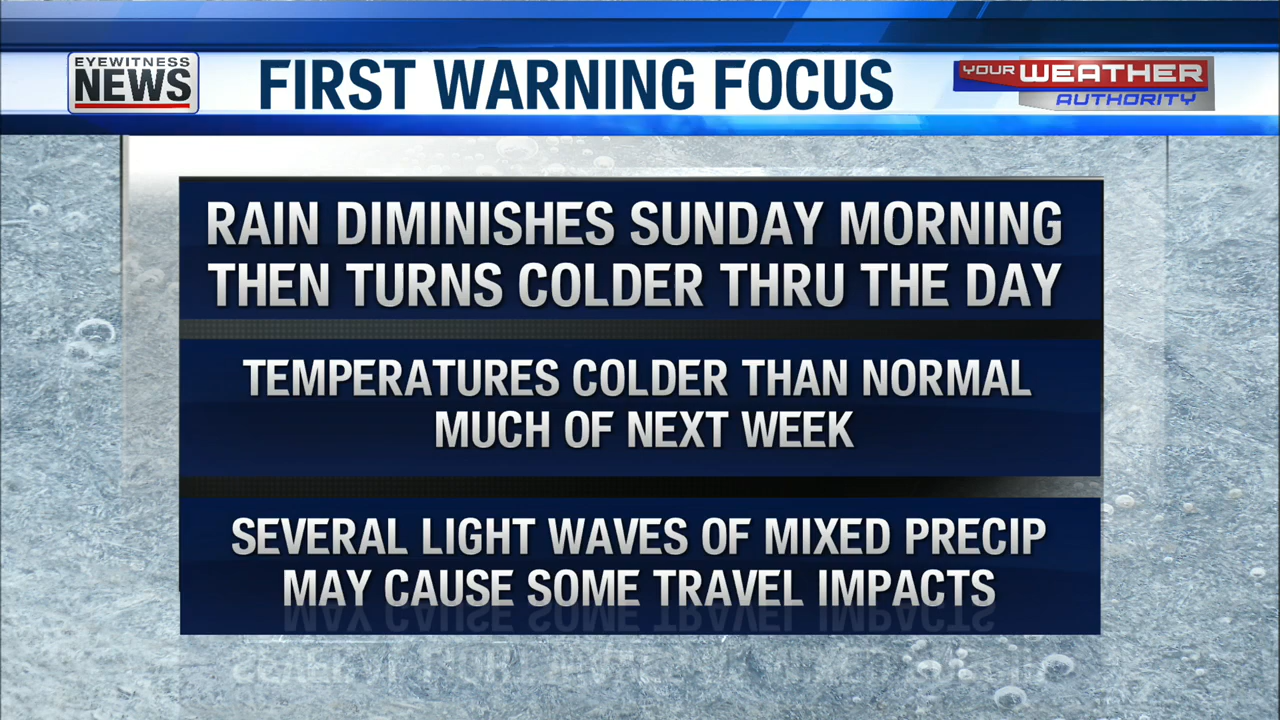 EYEWITNESS
NEWS
FIRST WARNING FOCUS
YOUR WEATHER
AUTHORITY
RAIN DIMINISHES SUNDAY MORNING
THEN TURNS COLDER THRU THE DAY
TEMPERATURES COLDER THAN NORMAL
MUCH OF NEXT WEEK
SEVERAL LIGHT WAVES OF MIXED PRECIP
MAY CAUSE SOME TRAVEL IMPACTS